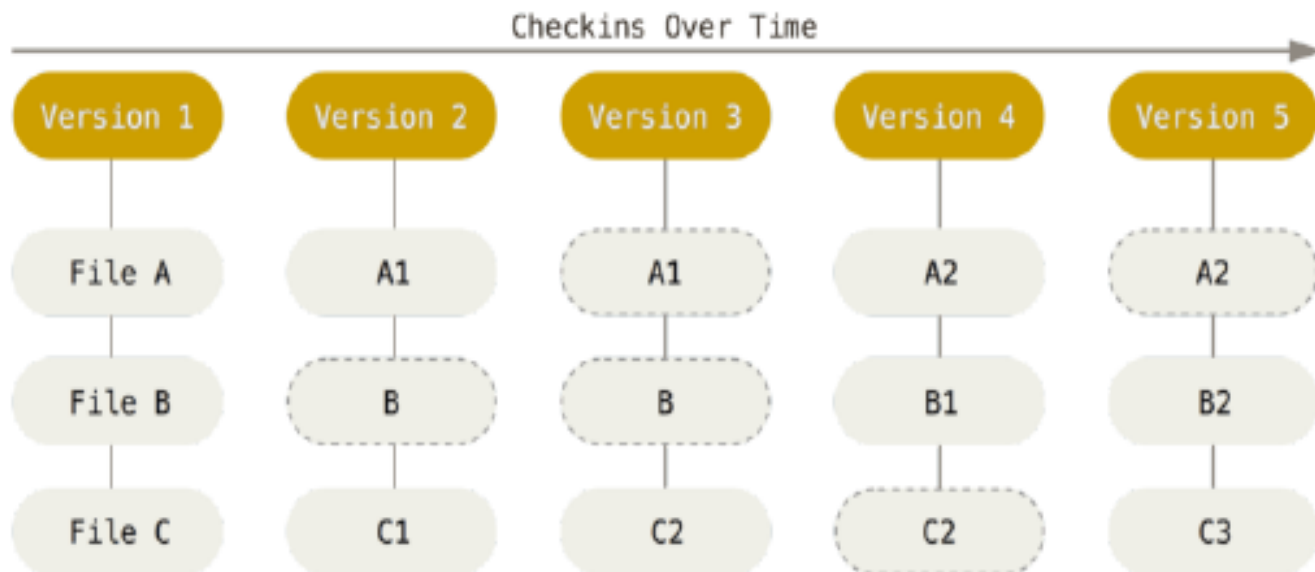 Checkins Over Time
Version 1 Version 2 Version 3 Version 4 Version 5
File A A1 A1 A2 A2
File B B B B1 B2
File C C1 C2 C2 C3